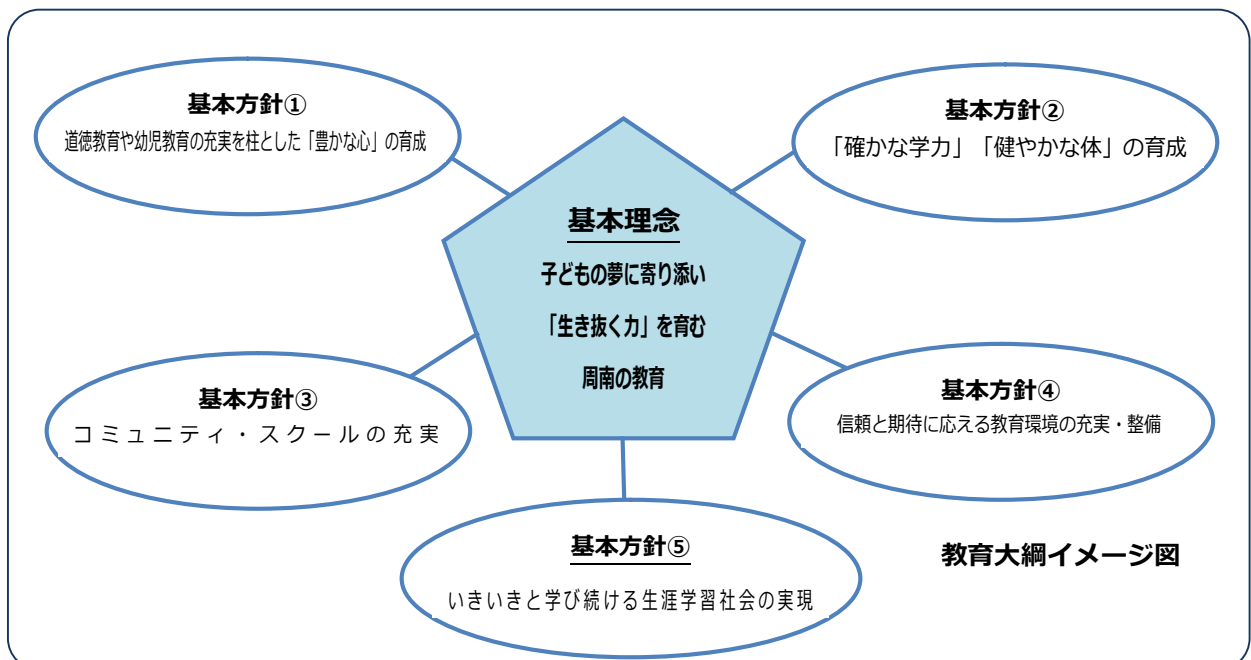 基本方針①
道徳教育や幼児教育の充実を柱とした「豊かな心」の育成
基本方針②
「確かな学力」「健やかな体」の育成
基本理念
子どもの夢に寄り添い
「生き抜く力」を育む
周南の教育
基本方針③
コミュニティ・スクールの充実
基本方針④
信頼と期待に応える教育環境の充実・整備
基本方針⑤
いきいきと学び続ける生涯学習社会の実現
教育大綱イメージ図